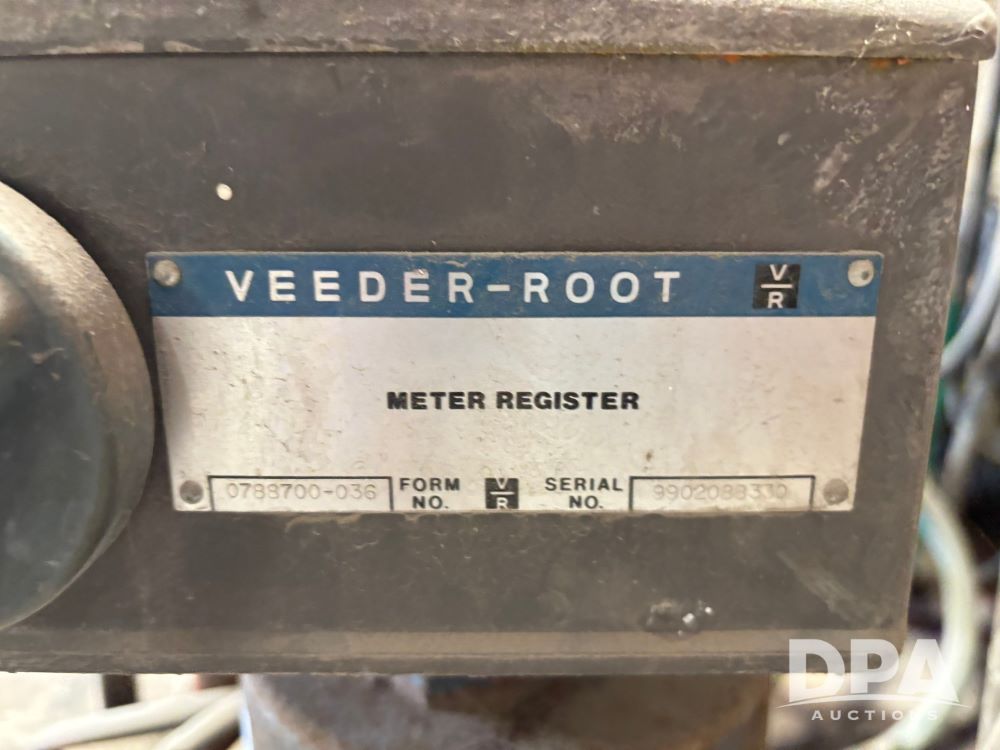 VEEDER-ROOT V/R
METER REGISTER
0788700-036 FORM NO. V/R SERIAL NO. 9902088330
DPA
AUCTIONS